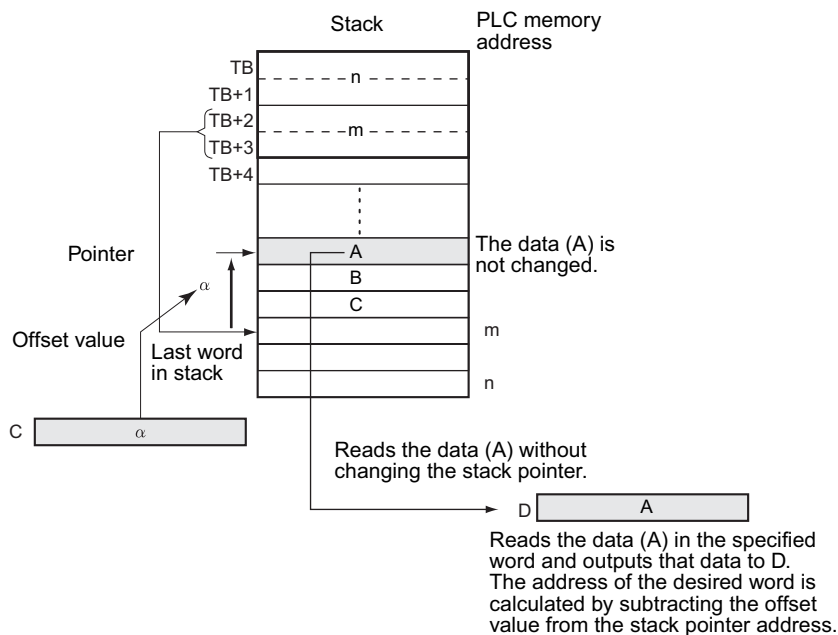 Stack
PLC memory
address
TB
n
TB+1
TB+2
m
TB+3
TB+4
Pointer
A
The data (A) is
not changed.
B
α
C
Offset value
m
Last word
in stack
n
C
α
Reads the data (A) without
changing the stack pointer.
D
A
Reads the data (A) in the specified
word and outputs that data to D.
The address of the desired word is
calculated by subtracting the offset
value from the stack pointer address.